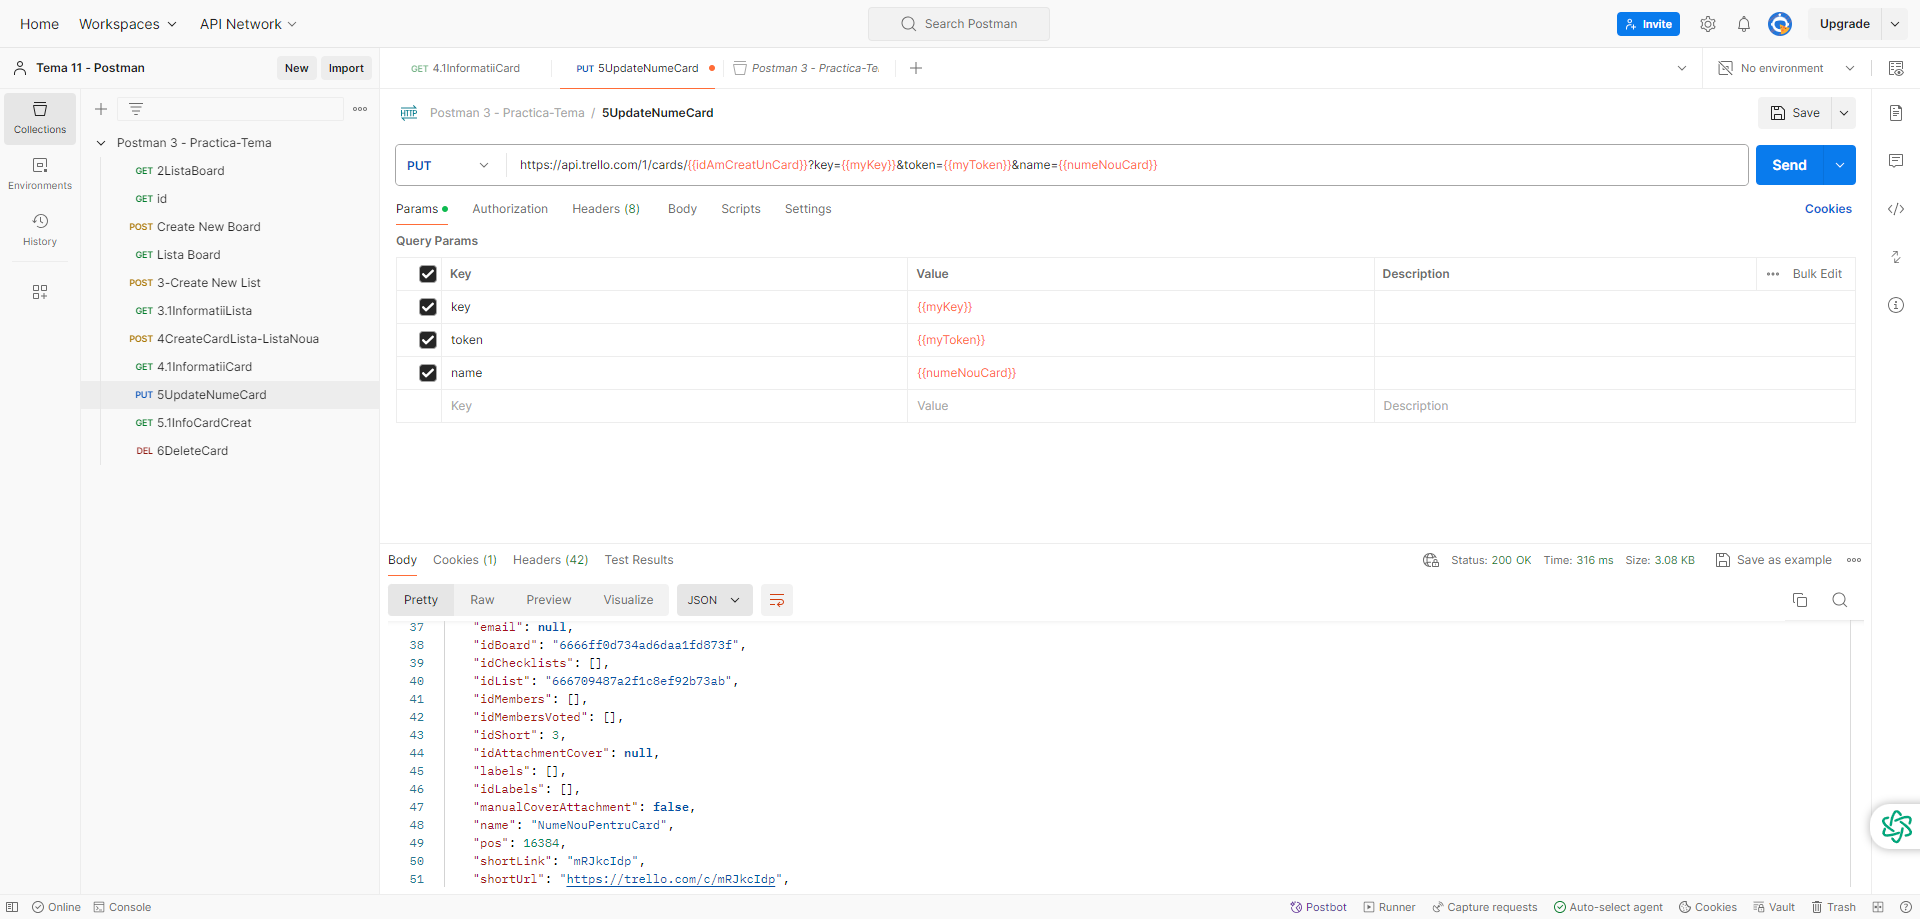 Home Workspaces API Network Search Postman Invite Upgrade
Tema 11 - Postman New Import GET 4.1InformatiiCard PUT 5UpdateNumeCard Postman 3 - Practica-Te No environment
Collections
Environments
History
Postman 3 - Practica-Tema
GET 2ListaBoard
GET id
POST Create New Board
GET Lista Board
POST 3-Create New List
GET 3.1InformatiiLista
POST 4CreateCardLista-ListaNoua
GET 4.1InformatiiCard
PUT 5UpdateNumeCard
GET 5.1InfoCardCreat
DEL 6DeleteCard
HTTP Postman 3 - Practica-Tema / 5UpdateNumeCard Save
PUT https://api.trello.com/1/cards/{{idAmCreatUnCard}}?key={{myKey}}&token={{myToken}}&name={{numeNouCard}} Send
Params Authorization Headers (8) Body Scripts Settings Cookies
Query Params
Key Value Description Bulk Edit
key {{myKey}}
token {{myToken}}
name {{numeNouCard}}
Key Value Description
Body Cookies (1) Headers (42) Test Results Status: 200 OK Time: 316 ms Size: 3.08 KB Save as example
Pretty Raw Preview Visualize JSON
37 "email": null,
38 "idBoard": "6666ff0d734ad6daa1fd873f",
39 "idChecklists": [],
40 "idList": "666709487a2f1c8ef92b73ab",
41 "idMembers": [],
42 "idMembersVoted": [],
43 "idShort": 3,
44 "idAttachmentCover": null,
45 "labels": [],
46 "idLabels": [],
47 "manualCoverAttachment": false,
48 "name": "NumeNouPentruCard",
49 "pos": 16384,
50 "shortLink": "mRJkcIdp",
51 "shortUrl": "https://trello.com/c/mRJkcIdp",
Online Console Postbot Runner Capture requests Auto-select agent Cookies Vault Trash